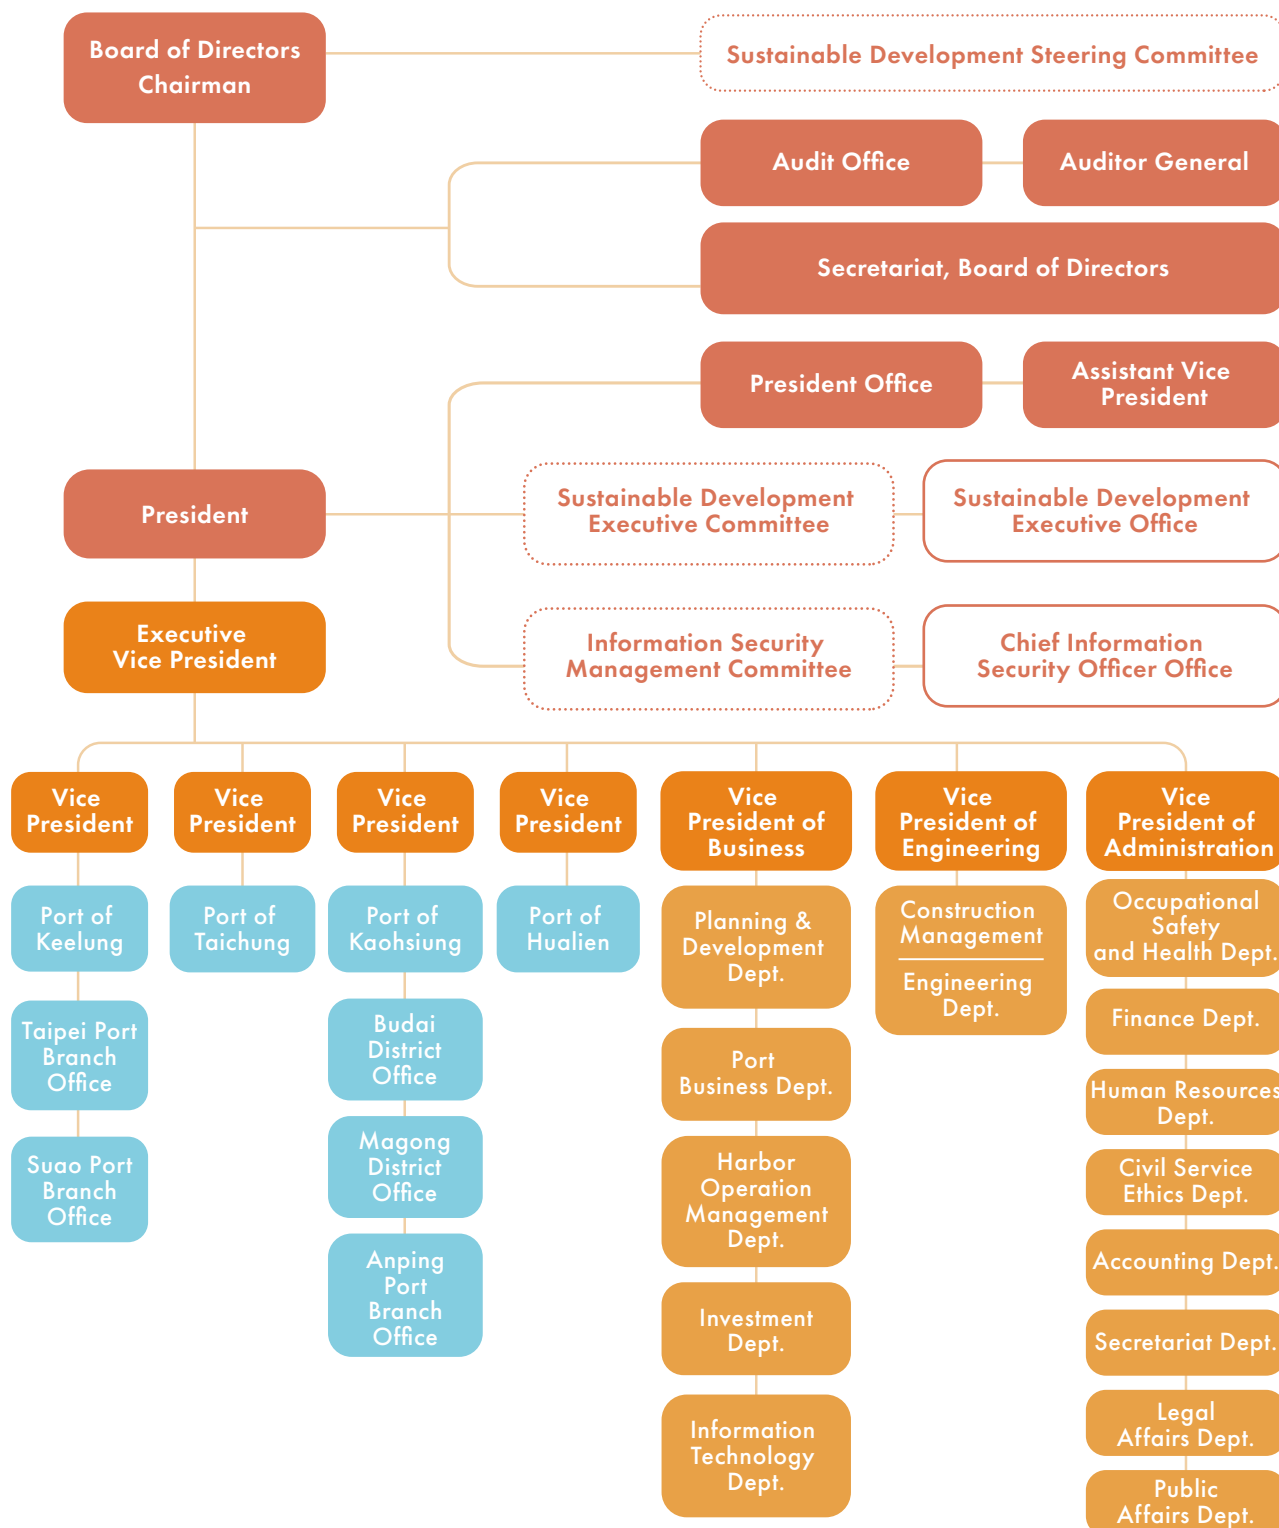 Board of Directors
Chairman
Sustainable Development Steering Committee
Audit Office
Auditor General
Secretariat, Board of Directors
President Office
Assistant Vice
President
President
Sustainable Development
Executive Committee
Sustainable Development
Executive Office
Executive
Vice President
Information Security
Management Committee
Chief Information
Security Officer Office
Vice
President
Vice
President
Vice
President
Vice
President
Vice
President of
Business
Vice
President of
Engineering
Vice
President of
Administration
Port of
Keelung
Taipei Port
Branch
Office
Suao Port
Branch
Office
Port of
Taichung
Port of
Kaohsiung
Budai
District
Office
Magong
District
Office
Anping
Port
Branch
Office
Port of
Hualien
Planning &
Development
Dept.
Port
Business Dept.
Harbor
Operation
Management
Dept.
Investment
Dept.
Information
Technology
Dept.
Construction
Management
Engineering
Dept.
Occupational
Safety
and Health Dept.
Finance Dept.
Human Resources
Dept.
Civil Service
Ethics Dept.
Accounting Dept.
Secretariat Dept.
Legal
Affairs Dept.
Public
Affairs Dept.